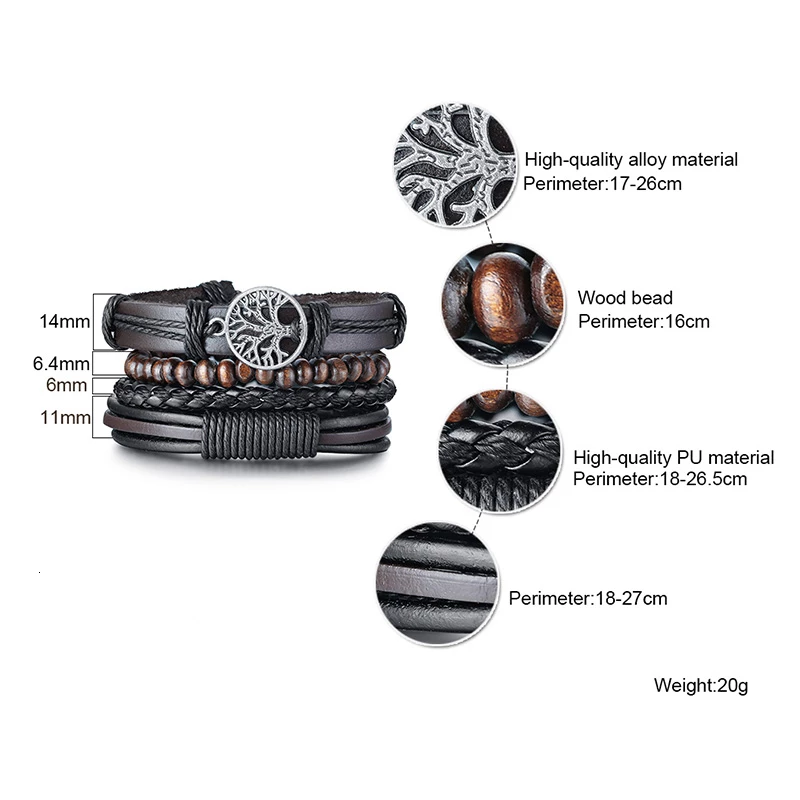 High-quality alloy material
Perimeter:17-26cm
Wood bead
Perimeter:16cm
14mm
6.4mm
6mm
11mm
High-quality PU material
Perimeter:18-26.5cm
Perimeter:18-27cm
Weight:20g